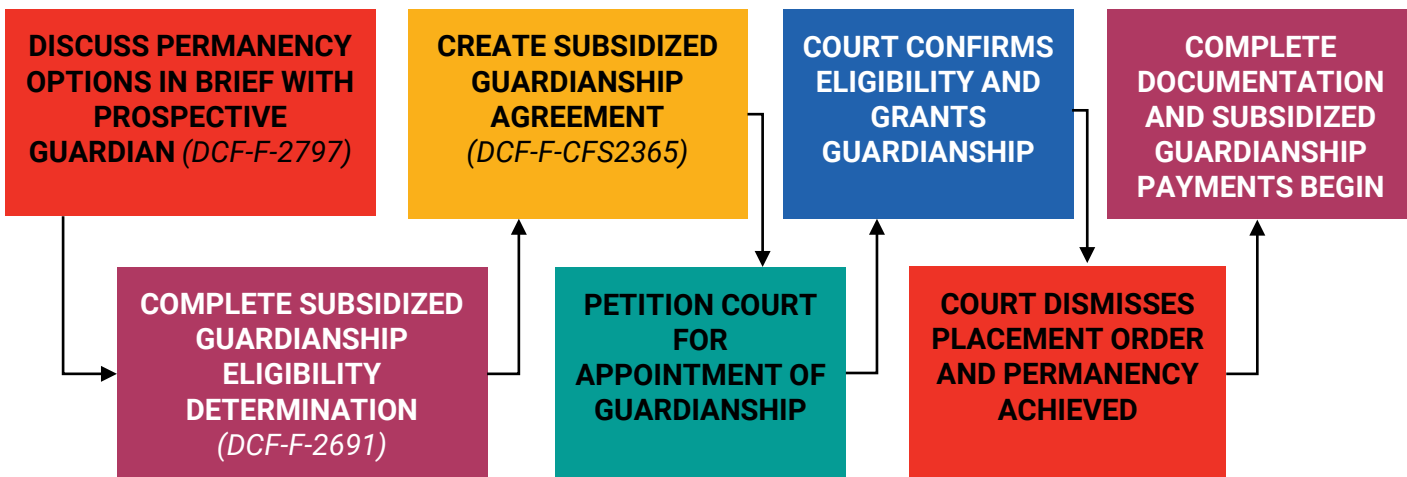 DISCUSS PERMANENCY
OPTIONS IN BRIEF WITH
PROSPECTIVE
GUARDIAN (DCF-F-2797)
COMPLETE SUBSIDIZED
GUARDIANSHIP
ELIGIBILITY
DETERMINATION
(DCF-F-2691)
CREATE SUBSIDIZED
GUARDIANSHIP
AGREEMENT
(DCF-F-CFS2365)
PETITION COURT
FOR
APPOINTMENT OF
GUARDIANSHIP
COURT CONFIRMS
ELIGIBILITY AND
GRANTS
GUARDIANSHIP
COURT DISMISSES
PLACEMENT ORDER
AND PERMANENCY
ACHIEVED
COMPLETE
DOCUMENTATION
AND SUBSIDIZED
GUARDIANSHIP
PAYMENTS BEGIN